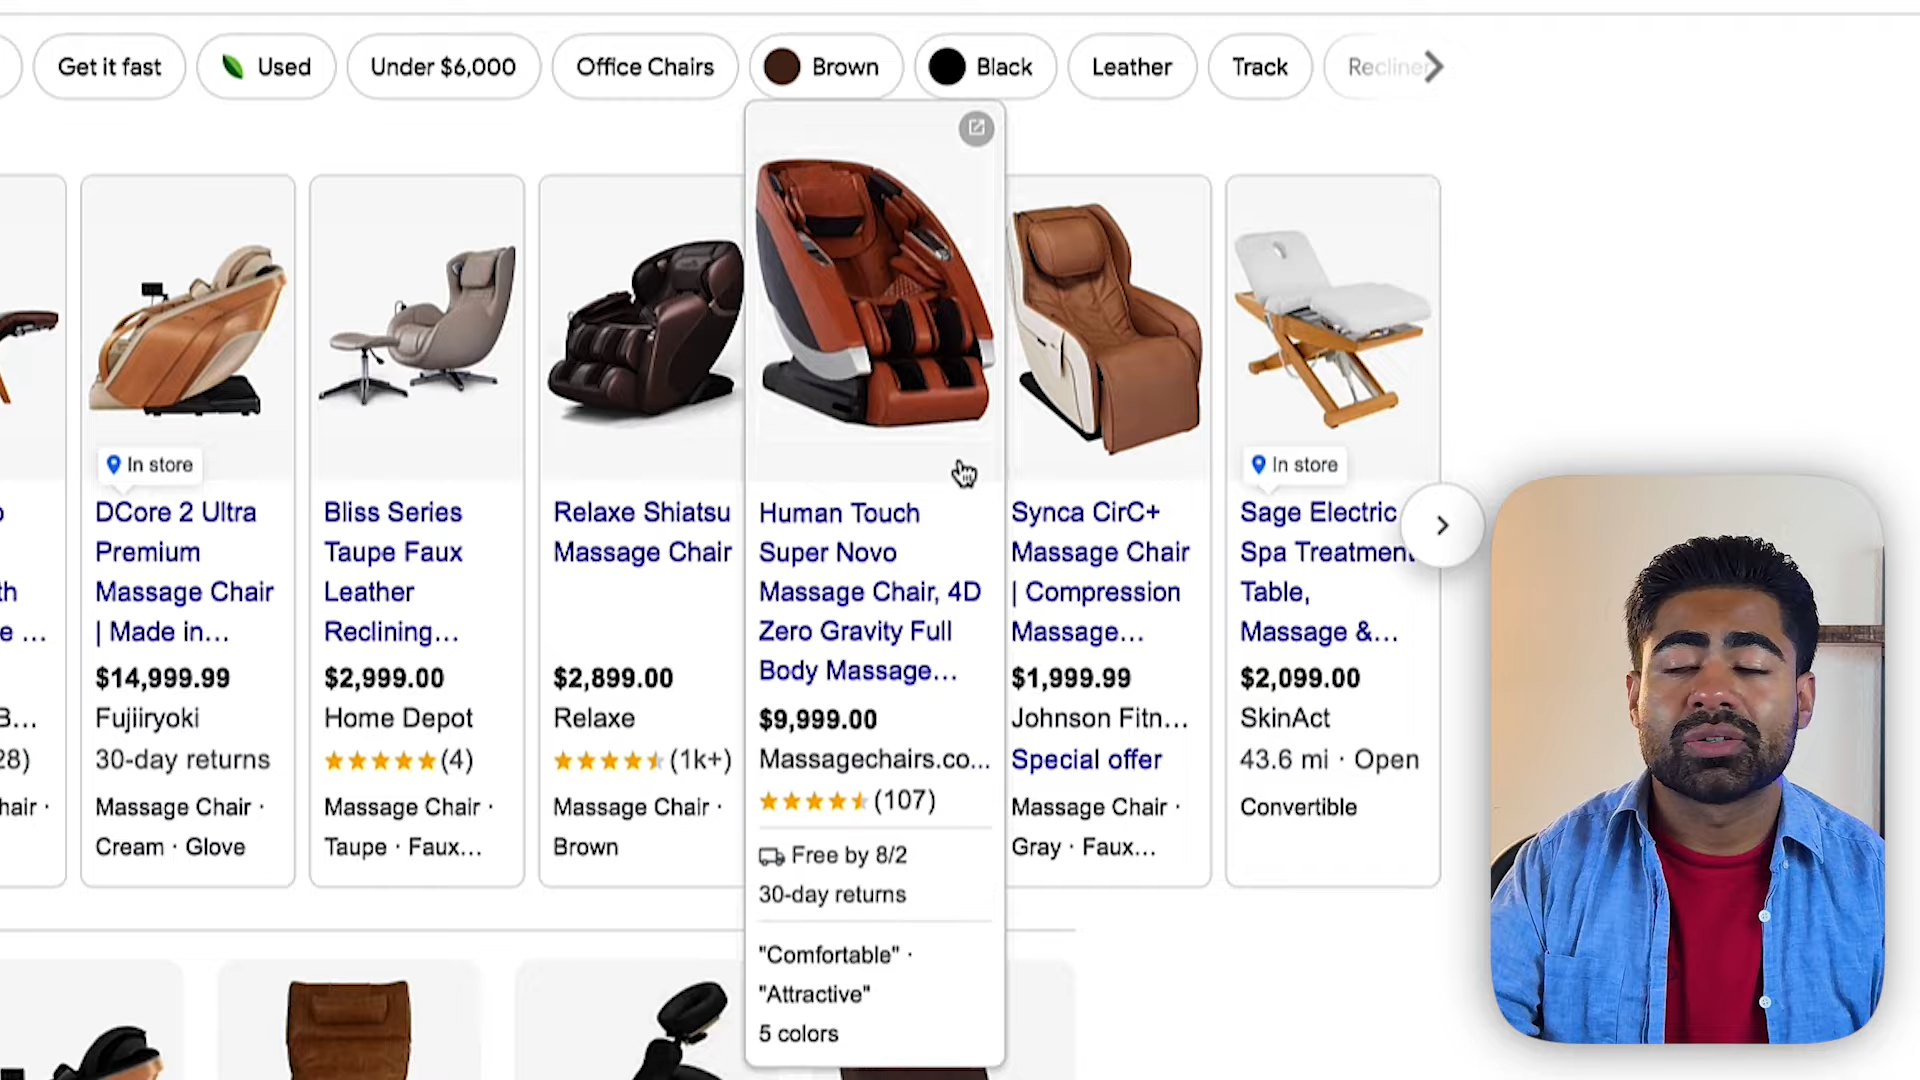 Get it fast
Used
Under $6,000
Office Chairs
Brown
Black
Leather
Track
Recliner
th
e ...
B...
28)
hair ·
In store
DCore 2 Ultra
Premium
Massage Chair
| Made in...
$14,999.99
Fujiiryoki
30-day returns
Massage Chair ·
Cream · Glove
Bliss Series
Taupe Faux
Leather
Reclining...
$2,999.00
Home Depot
(4)
Massage Chair ·
Taupe · Faux...
Relaxe Shiatsu
Massage Chair
$2,899.00
Relaxe
(1k+)
Massage Chair ·
Brown
Human Touch
Super Novo
Massage Chair, 4D
Zero Gravity Full
Body Massage...
$9,999.00
Massagechairs.co...
(107)
Free by 8/2
30-day returns
"Comfortable" ·
"Attractive"
5 colors
Synca CirC+
Massage Chair
| Compression
Massage...
$1,999.99
Johnson Fitn...
Special offer
Massage Chair ·
Gray · Faux...
In store
Sage Electric
Spa Treatment
Table,
Massage &...
$2,099.00
SkinAct
43.6 mi · Open
Convertible